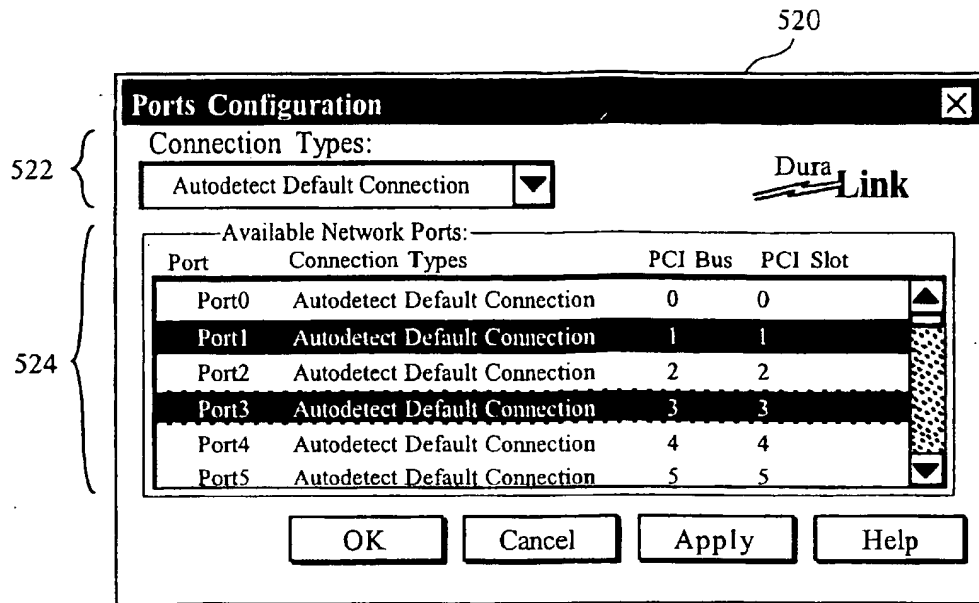 520
Ports Configuration
522
Connection Types:
Autodetect Default Connection
Dura Link
524
Available Network Ports:
Port Connection Types PCI Bus PCI Slot
Port0 Autodetect Default Connection 0 0
Port1 Autodetect Default Connection 1 1
Port2 Autodetect Default Connection 2 2
Port3 Autodetect Default Connection 3 3
Port4 Autodetect Default Connection 4 4
Port5 Autodetect Default Connection 5 5
OK Cancel Apply Help